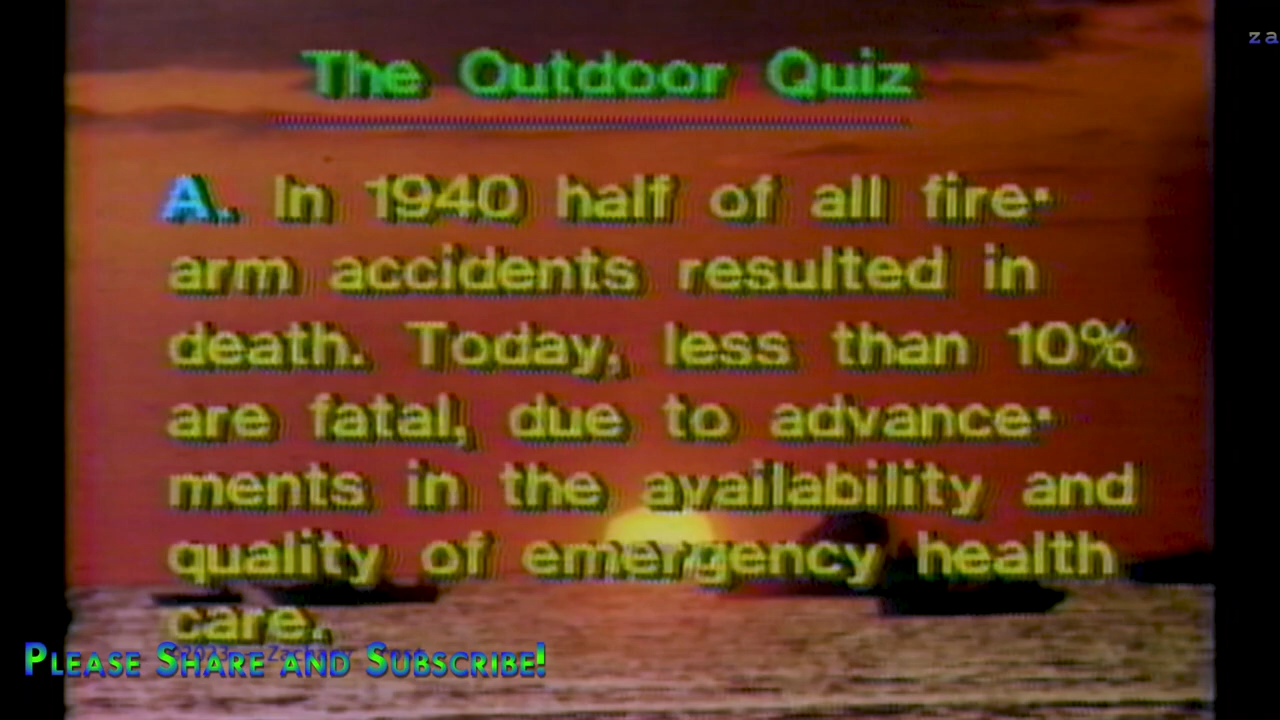 The Outdoor Quiz
za
A. In 1940 half of all fire-
arm accidents resulted in
death. Today, less than 10%
are fatal, due to advance-
ments in the availability and
quality of emergency health
care.
Please Share and Subscribe!